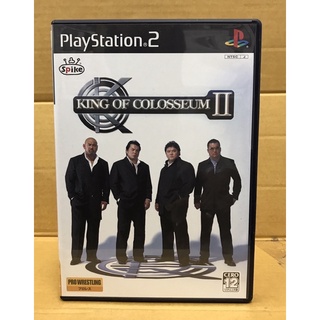 PlayStation 2
Spike
KING OF COLOSSEUM II
PRO WRESTLING
CERO
12